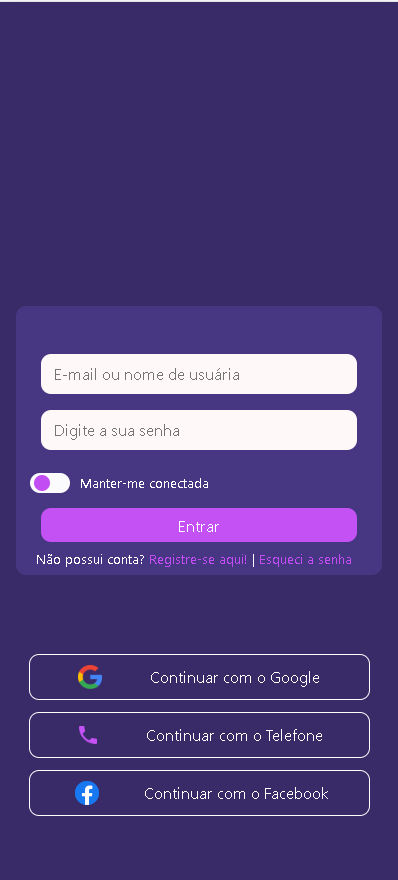 E-mail ou nome de usuária
Digite a sua senha
Manter-me conectada
Entrar
Não possui conta? Registre-se aqui! | Esqueci a senha
Continuar com o Google
Continuar com o Telefone
Continuar com o Facebook